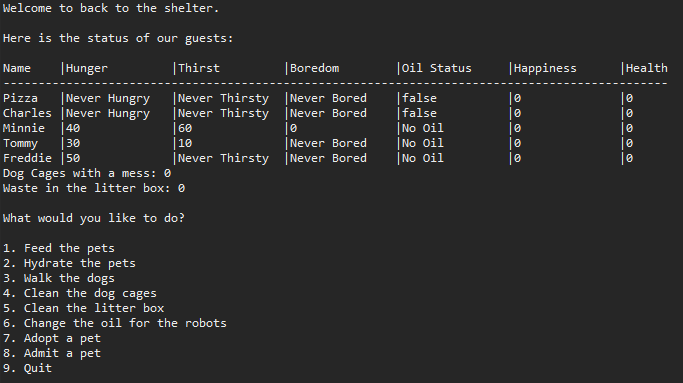 Welcome to back to the shelter.
Here is the status of our guests:
Name    |Hunger         |Thirst         |Boredom        |Oil Status     |Happiness      |Health
-----------------------------------------------------------------------------------------------
Pizza   |Never Hungry   |Never Thirsty  |Never Bored    |false          |0              |0
Charles |Never Hungry   |Never Thirsty  |Never Bored    |false          |0              |0
Minnie  |40             |60             |0              |No Oil         |0              |0
Tommy   |30             |10             |Never Bored    |No Oil         |0              |0
Freddie |50             |Never Thirsty  |Never Bored    |No Oil         |0              |0
Dog Cages with a mess: 0
Waste in the litter box: 0
What would you like to do?
1. Feed the pets
2. Hydrate the pets
3. Walk the dogs
4. Clean the dog cages
5. Clean the litter box
6. Change the oil for the robots
7. Adopt a pet
8. Admit a pet
9. Quit